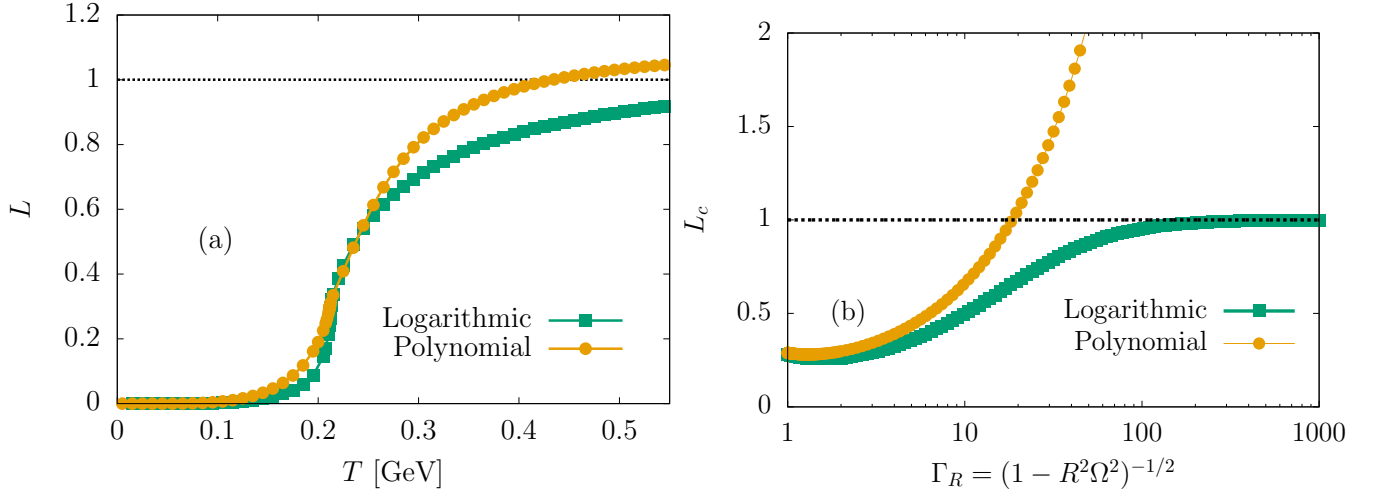 1.2
1
0.8
0.6
0.4
0.2
0
L
(a)
Logarithmic
Polynomial
0 0.1 0.2 0.3 0.4 0.5
T [GeV]
2
1.5
1
0.5
0
L_c
(b)
Logarithmic
Polynomial
1 10 100 1000
Γ_R = (1 − R²Ω²)^{−1/2}